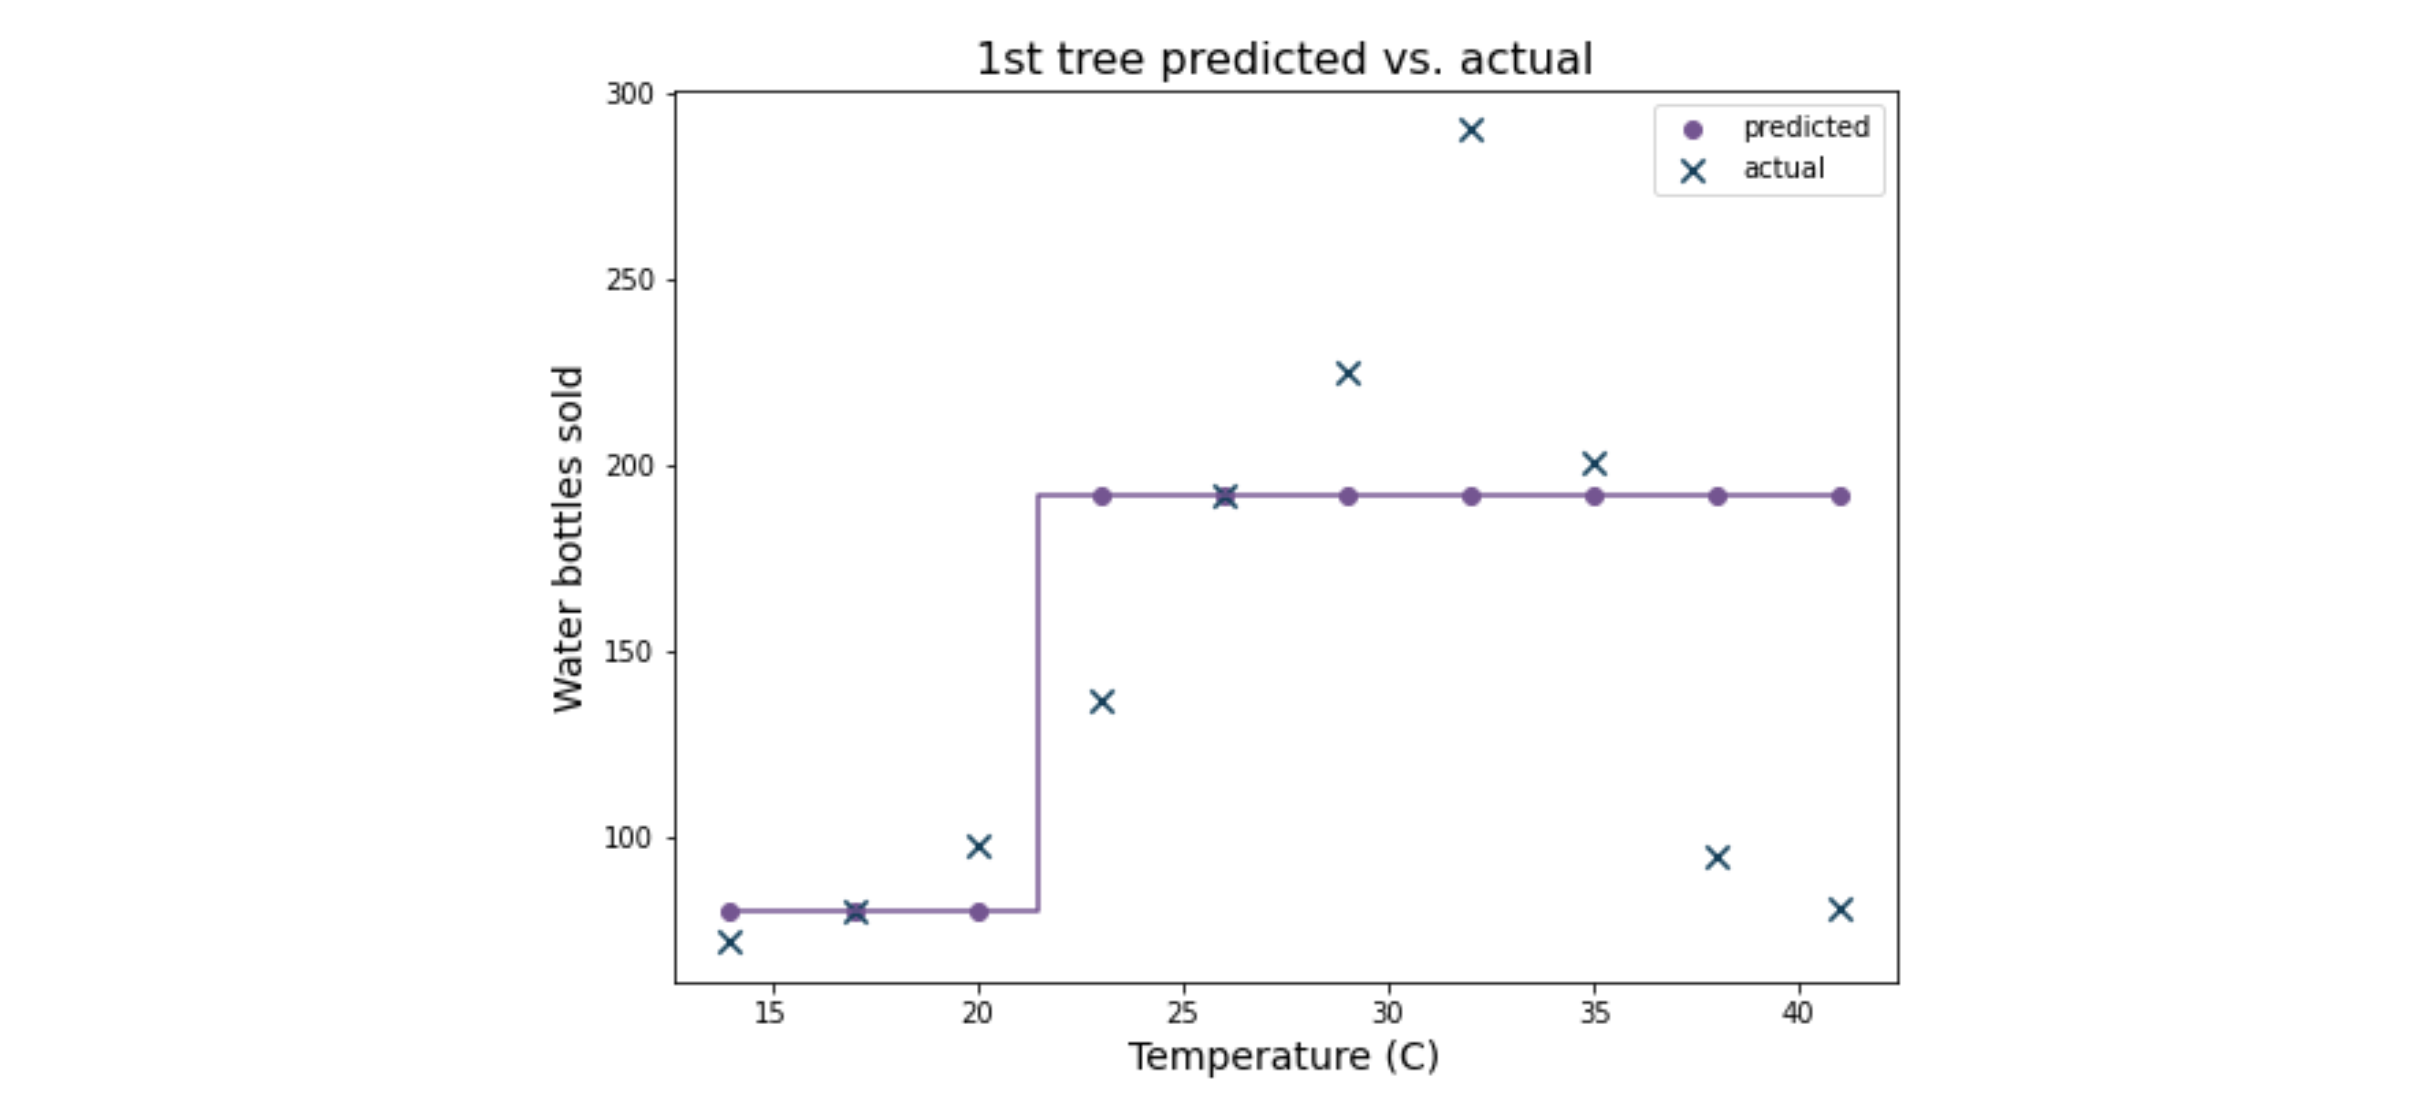 1st tree predicted vs. actual
300
250
200
150
100
Water bottles sold
predicted
actual
15 20 25 30 35 40
Temperature (C)